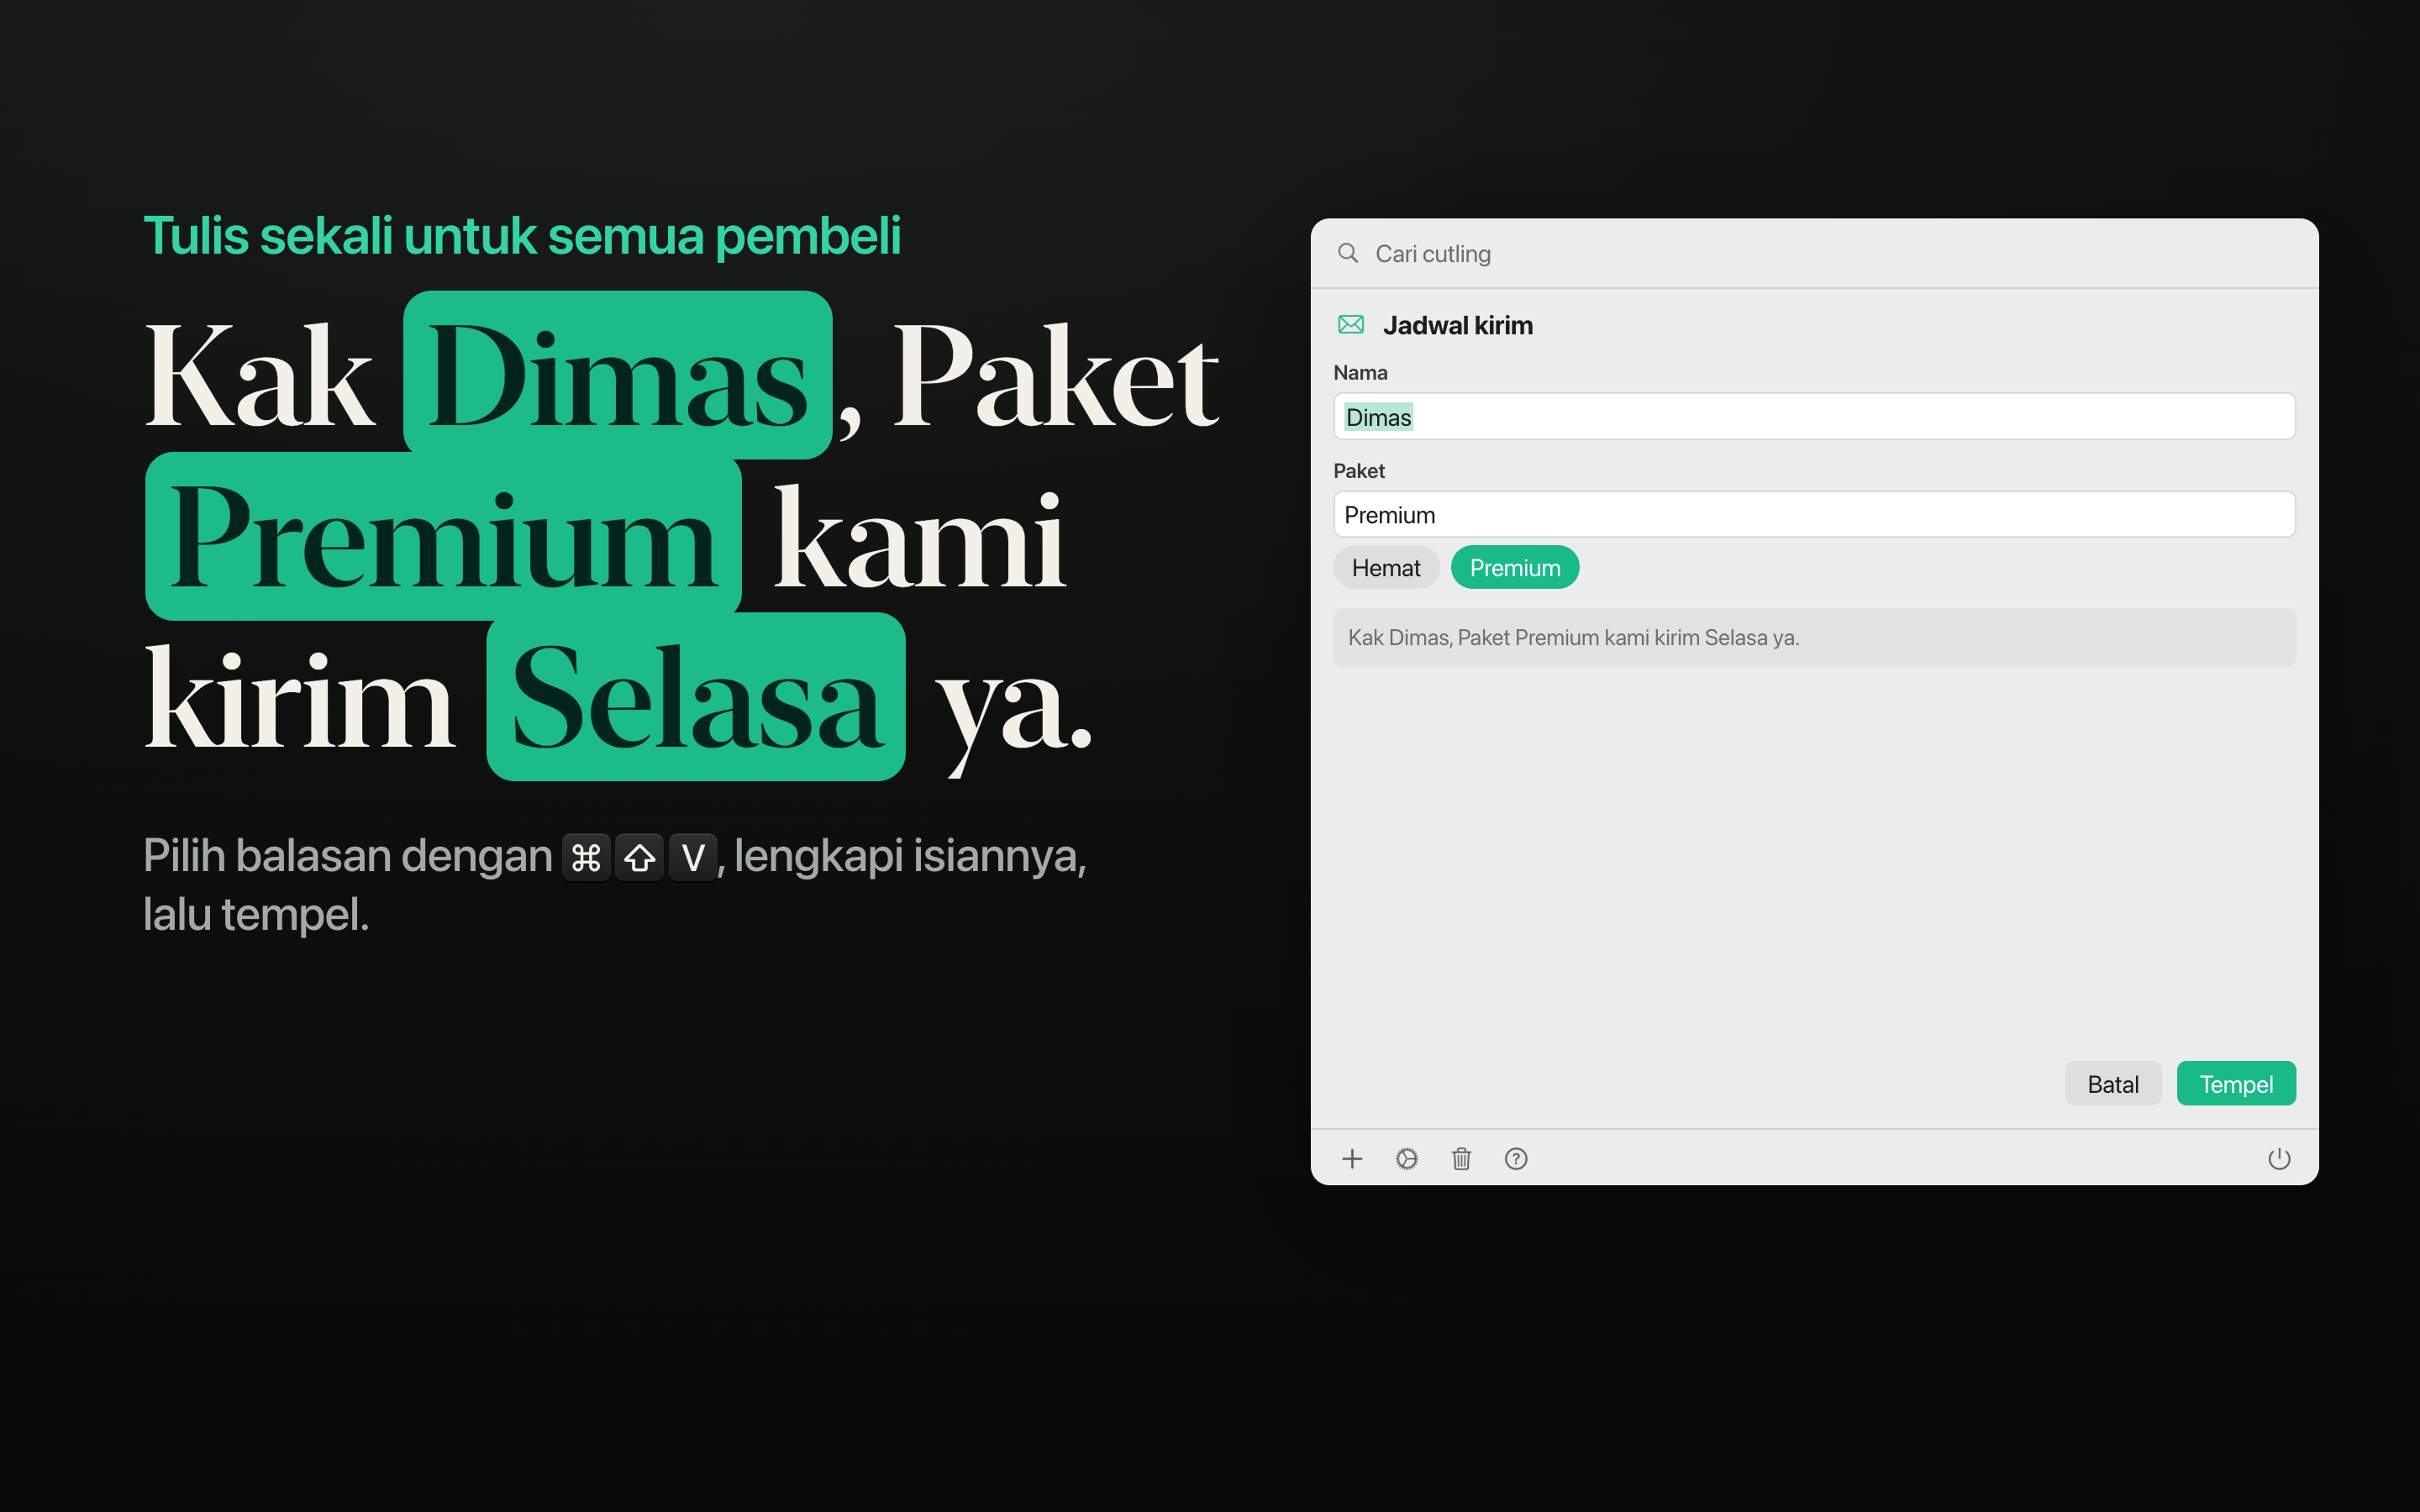 Tulis sekali untuk semua pembeli
Kak Dimas, Paket
Premium kami
kirim Selasa ya.
Pilih balasan dengan ⌘ ⇧ V, lengkapi isiannya,
lalu tempel.
Cari cutling
Jadwal kirim
Nama
Dimas
Paket
Premium
Hemat Premium
Kak Dimas, Paket Premium kami kirim Selasa ya.
Batal Tempel